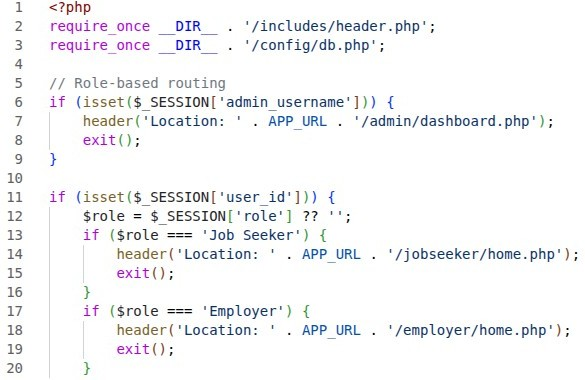 1 <?php
2 require_once __DIR__ . '/includes/header.php';
3 require_once __DIR__ . '/config/db.php';
4
5 // Role-based routing
6 if (isset($_SESSION['admin_username'])) {
7     header('Location: ' . APP_URL . '/admin/dashboard.php');
8     exit();
9 }
10
11 if (isset($_SESSION['user_id'])) {
12     $role = $_SESSION['role'] ?? '';
13     if ($role === 'Job Seeker') {
14         header('Location: ' . APP_URL . '/jobseeker/home.php');
15         exit();
16     }
17     if ($role === 'Employer') {
18         header('Location: ' . APP_URL . '/employer/home.php');
19         exit();
20     }